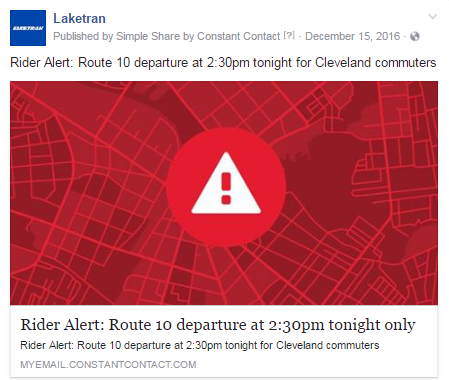 LAKETRAN
Laketran
Published by Simple Share by Constant Contact [?] · December 15, 2016 ·
Rider Alert: Route 10 departure at 2:30pm tonight for Cleveland commuters
!
Rider Alert: Route 10 departure at 2:30pm tonight only
Rider Alert: Route 10 departure at 2:30pm tonight for Cleveland commuters
MYEMAIL.CONSTANTCONTACT.COM